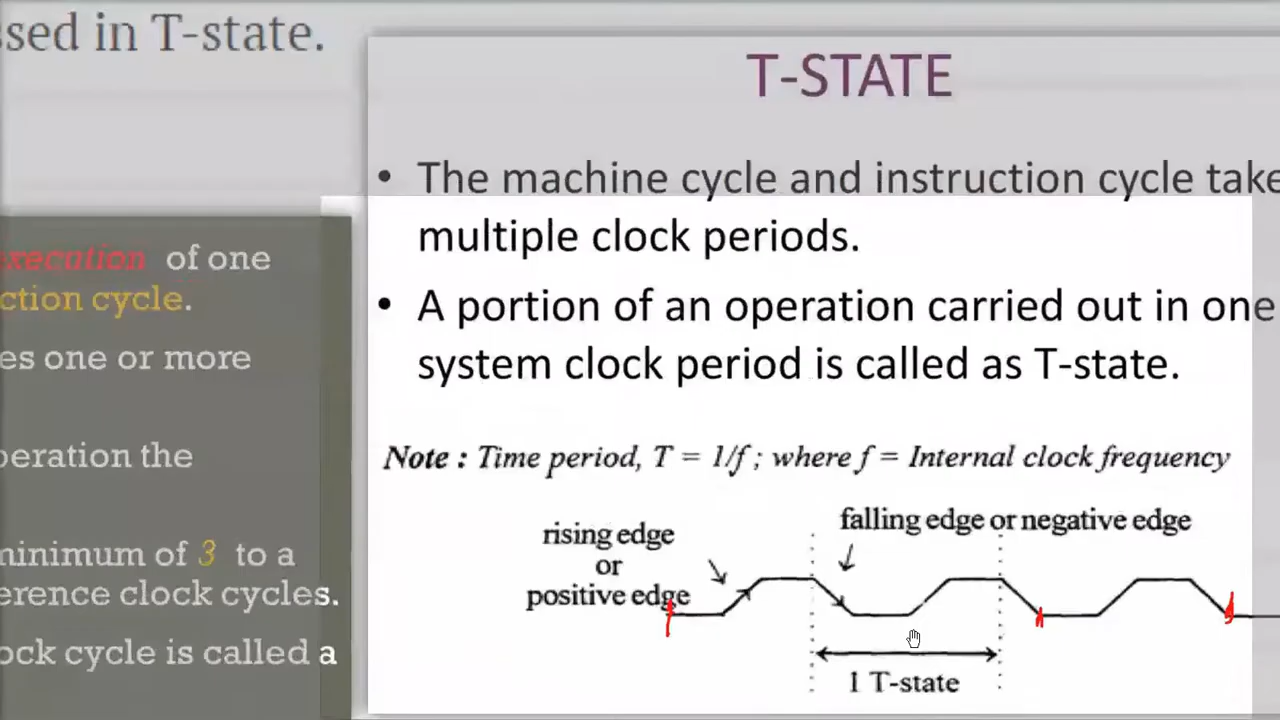 ssed in T-state.
execution of one
ction cycle.
es one or more
peration the
minimum of 3 to a
erence clock cycles.
ock cycle is called a
T-STATE
• The machine cycle and instruction cycle take
multiple clock periods.
• A portion of an operation carried out in one
system clock period is called as T-state.
Note : Time period, T = 1/f ; where f = Internal clock frequency
falling edge or negative edge
rising edge
or
positive edge
1 T-state